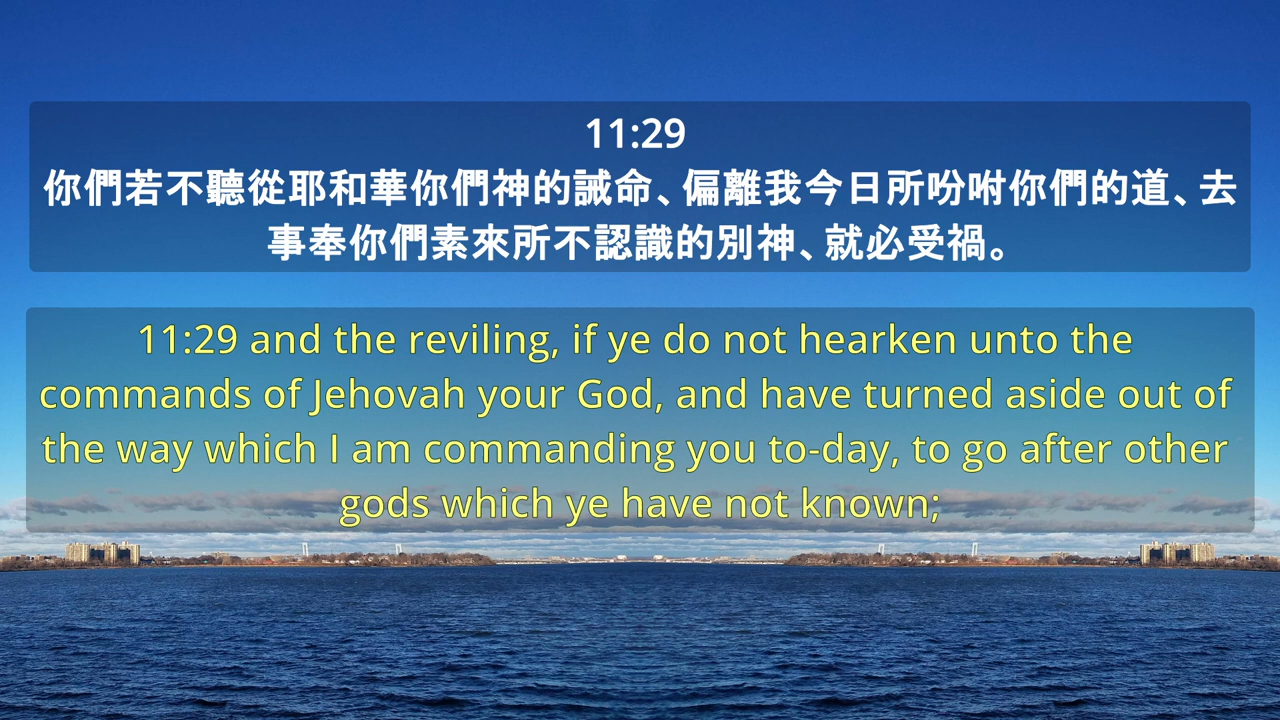 11:29
你們若不聽從耶和華你們神的誡命、偏離我今日所吩咐你們的道、去
事奉你們素來所不認識的別神、就必受禍。
11:29 and the reviling, if ye do not hearken unto the
commands of Jehovah your God, and have turned aside out of
the way which I am commanding you to-day, to go after other
gods which ye have not known;